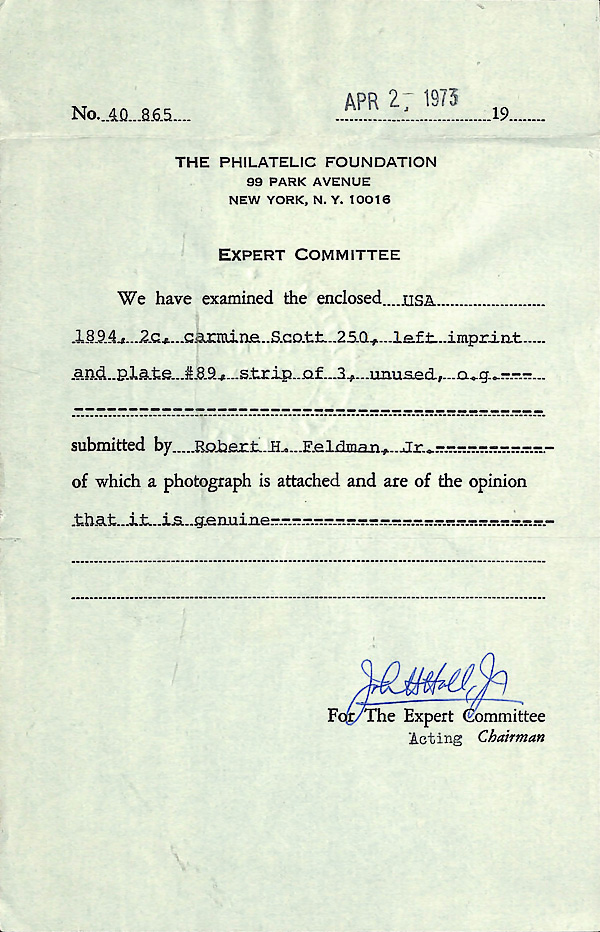 No. 40 865 APR 2, 1973 19
THE PHILATELIC FOUNDATION
99 PARK AVENUE
NEW YORK, N. Y. 10016
EXPERT COMMITTEE
We have examined the enclosed USA
1894, 2c, carmine Scott 250, left imprint
and plate #89, strip of 3, unused, o.g.---
submitted by Robert H. Feldman, Jr.
of which a photograph is attached and are of the opinion
that it is genuine
John H Hall, Jr
For The Expert Committee
Acting Chairman